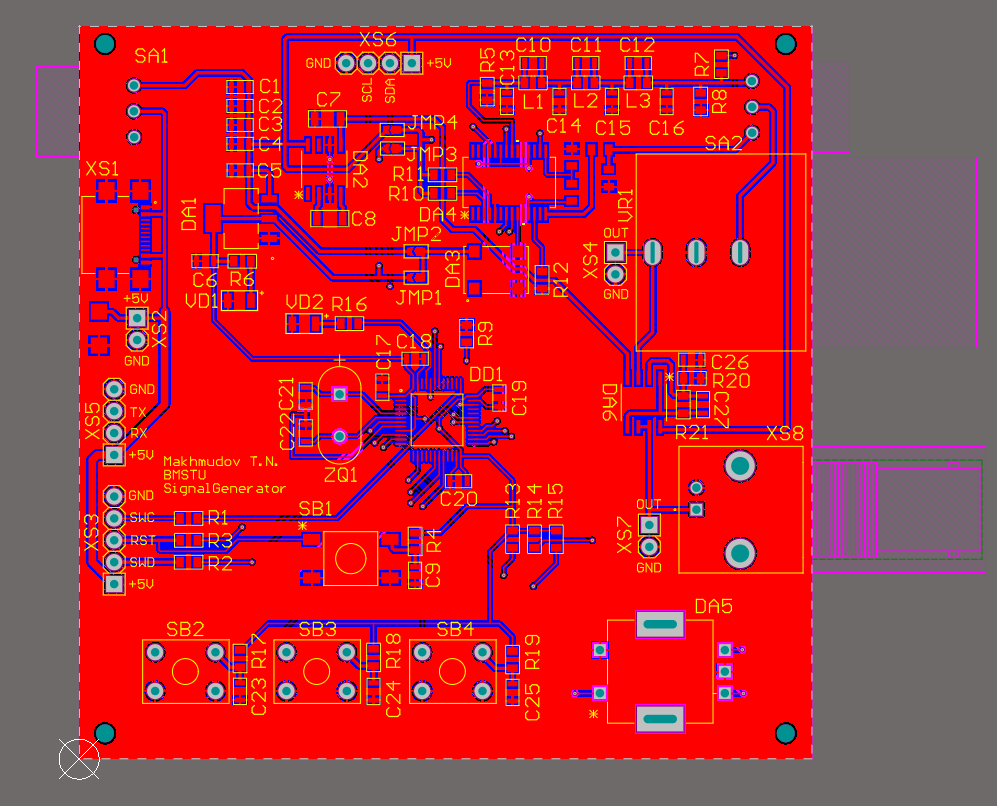 XS6
SA1
GND
+5V
SCL
SDA
R5
C13
C10
C11
C12
R7
R8
L1
L2
L3
C14
C15
C16
SA2
C1
C2
C3
C4
C5
C7
JMP4
JMP3
DA2
R11
R10
DA4
C8
XS1
DA1
JMP2
DA3
JMP1
R12
VR1
OUT
XS4
GND
C6
R6
VD1
VD2
R16
+5V
XS2
GND
R9
C18
C17
DD1
C19
C21
C22
ZQ1
C20
C26
R20
C27
R21
DA6
XS8
XS5
GND
TX
RX
+5V
Makhmudov T.N.
BMSTU
SignalGenerator
XS3
GND
SWC
RST
SWD
+5V
R1
R3
R2
SB1
R4
C9
R13
R14
R15
OUT
XS7
GND
DA5
SB2
SB3
SB4
R17
R18
R19
C23
C24
C25